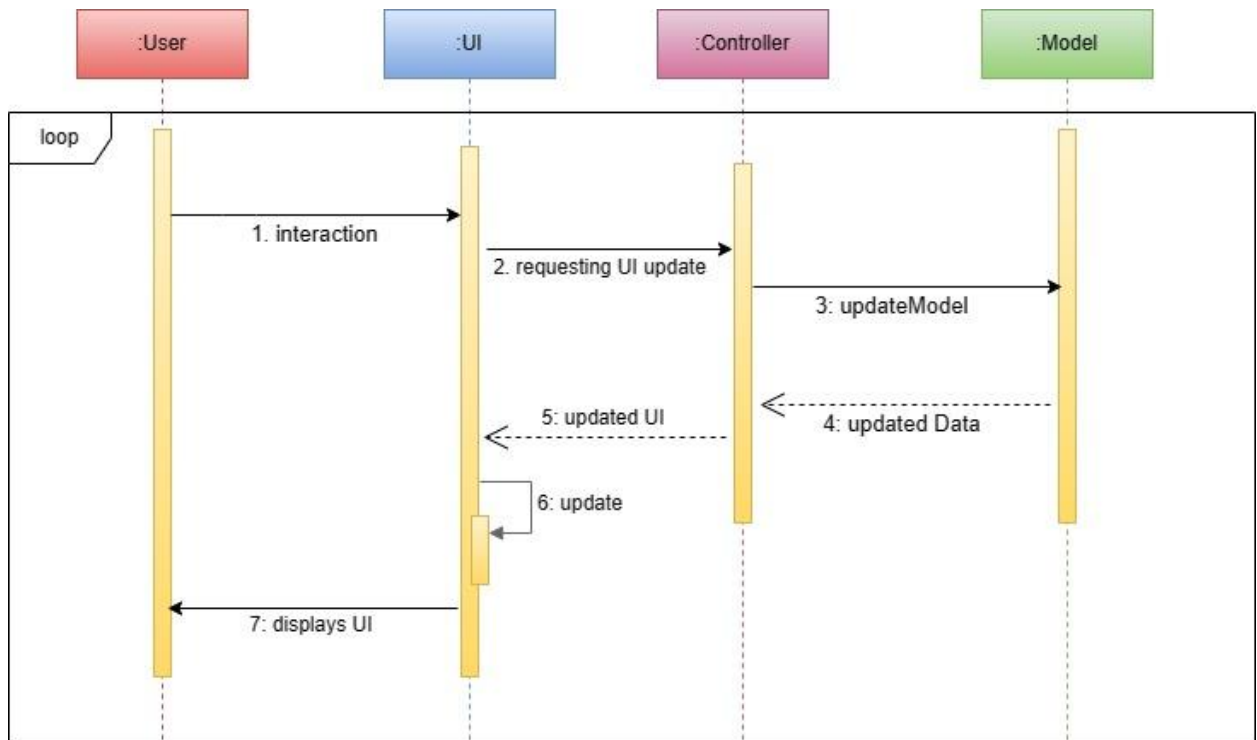 :User
:UI
:Controller
:Model
loop
1. interaction
2. requesting UI update
3: updateModel
4: updated Data
5: updated UI
6: update
7: displays UI